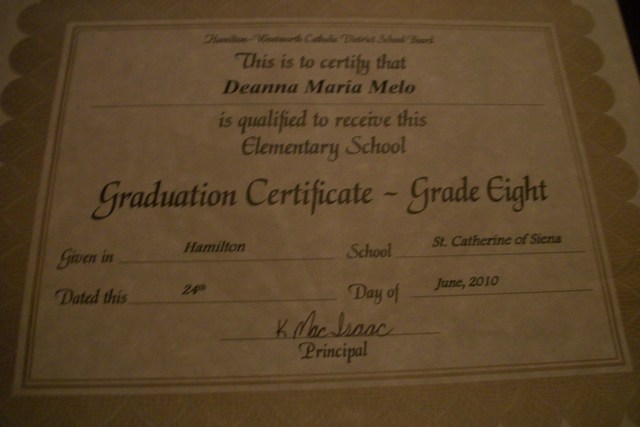 Hamilton-Wentworth Catholic District School Board
This is to certify that
Deanna Maria Melo
is qualified to receive this
Elementary School
Graduation Certificate ~ Grade Eight
Given in Hamilton School St. Catherine of Siena
Dated this 24th Day of June, 2010
K. MacIsaac
Principal